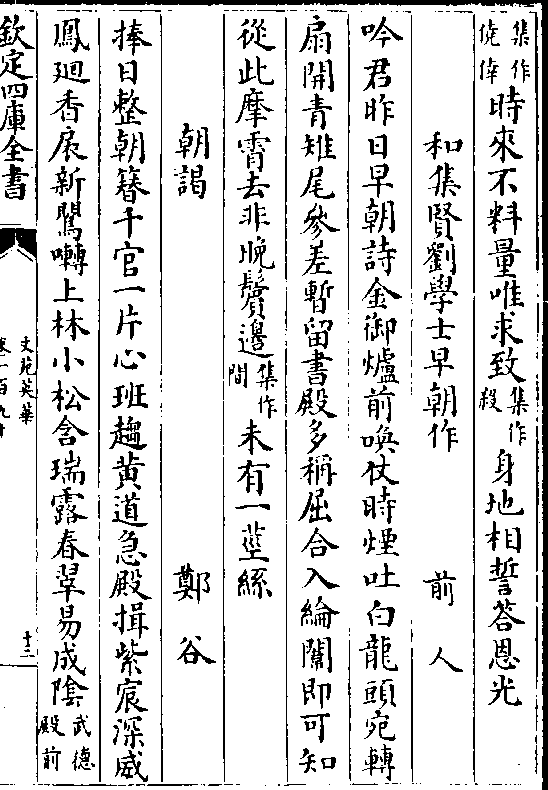 集作僥倖時來不料量唯求致集作殺身地相誓答恩光
和集賢劉學士早朝作 前人
吟君昨日早朝詩金御爐前喚仗時煙吐白龍頭宛轉
扇開青雉尾參差暫留書殿多稱屈合入綸闈即可知
從此摩霄去非晚鬢邊集作間未有一莖絲
朝謁 鄭谷
捧日整朝簪千官一片心班趨黄道急殿揖紫宸深威
鳳廻香扆新鶯囀上林小松含瑞露春翠易成陰武德殿前
欽定四庫全書
文苑英華
卷一百九十
十二